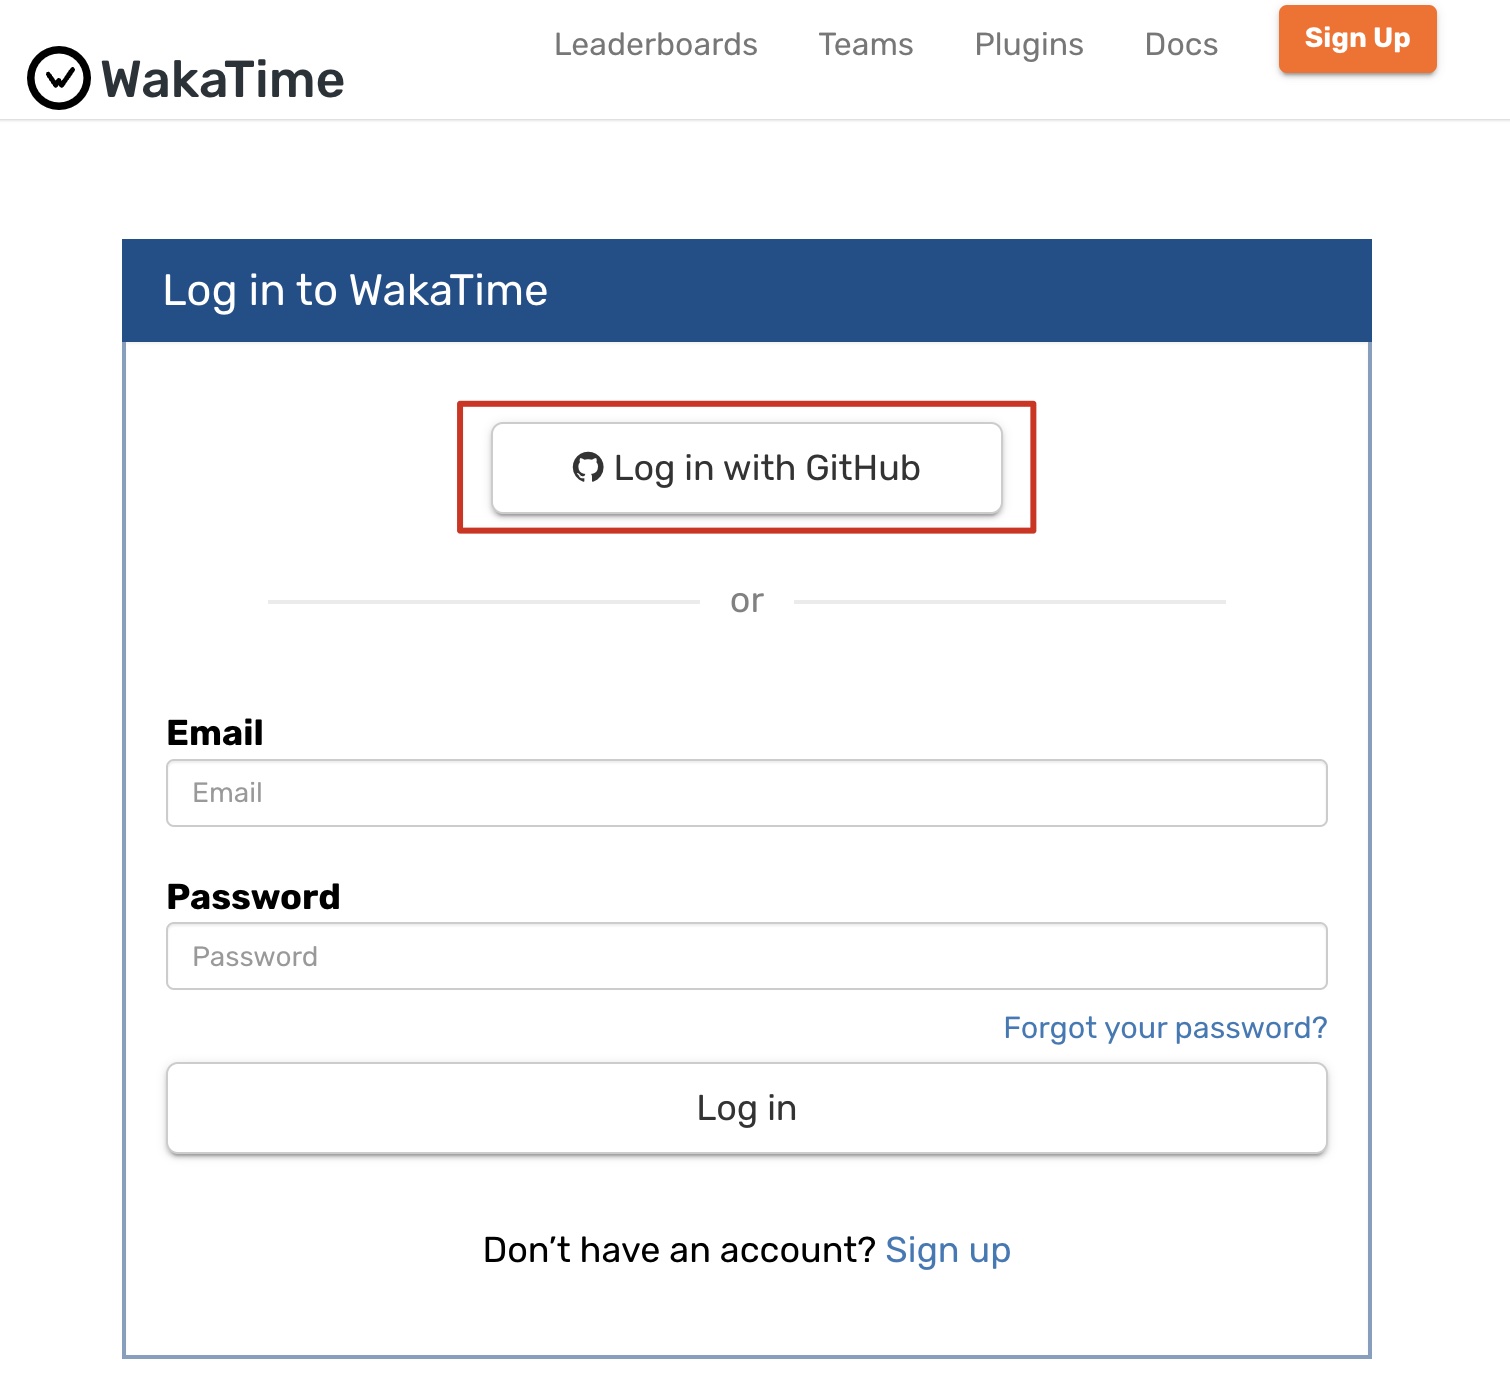 WakaTime
Leaderboards Teams Plugins Docs Sign Up
Log in to WakaTime
Log in with GitHub
or
Email
Email
Password
Password
Forgot your password?
Log in
Don’t have an account? Sign up